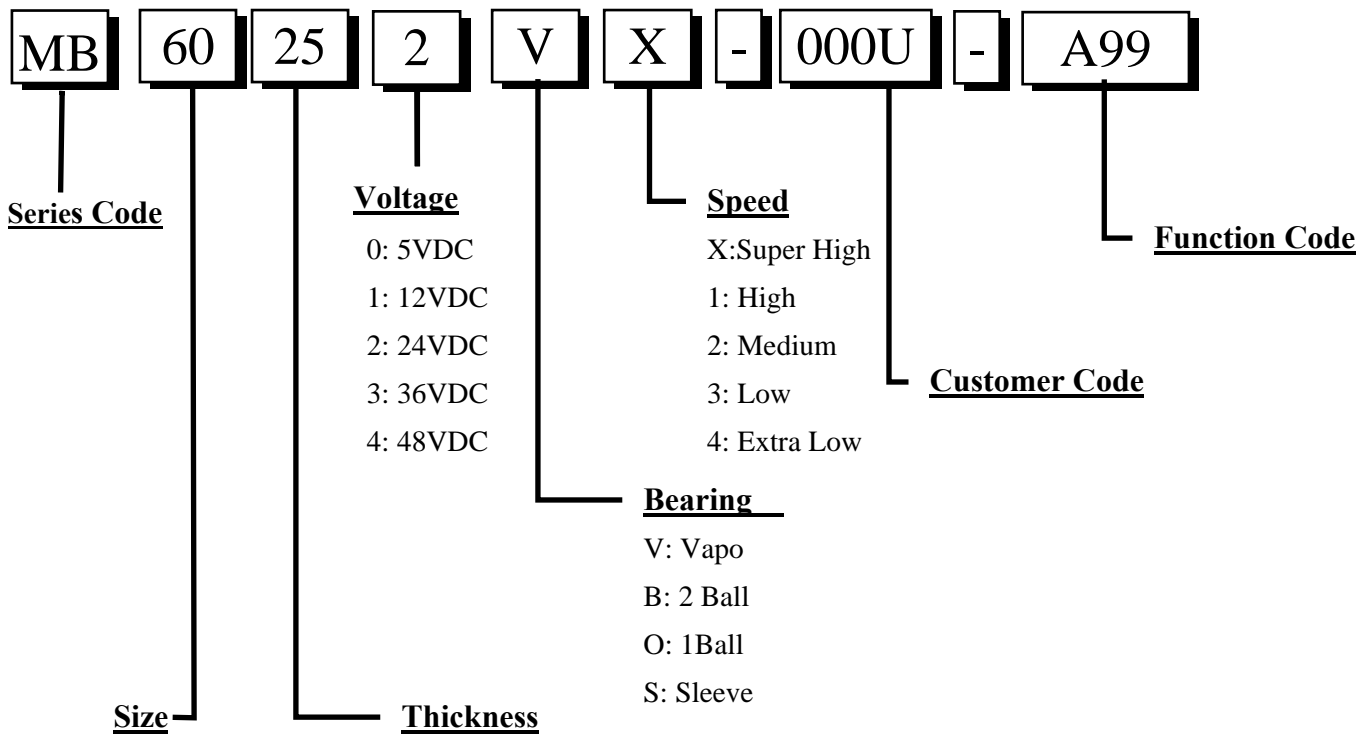 MB 60 25 2 V X - 000U - A99
Series Code
Voltage
0: 5VDC
1: 12VDC
2: 24VDC
3: 36VDC
4: 48VDC
Speed
X:Super High
1: High
2: Medium
3: Low
4: Extra Low
Function Code
Customer Code
Bearing
V: Vapo
B: 2 Ball
O: 1Ball
S: Sleeve
Size
Thickness